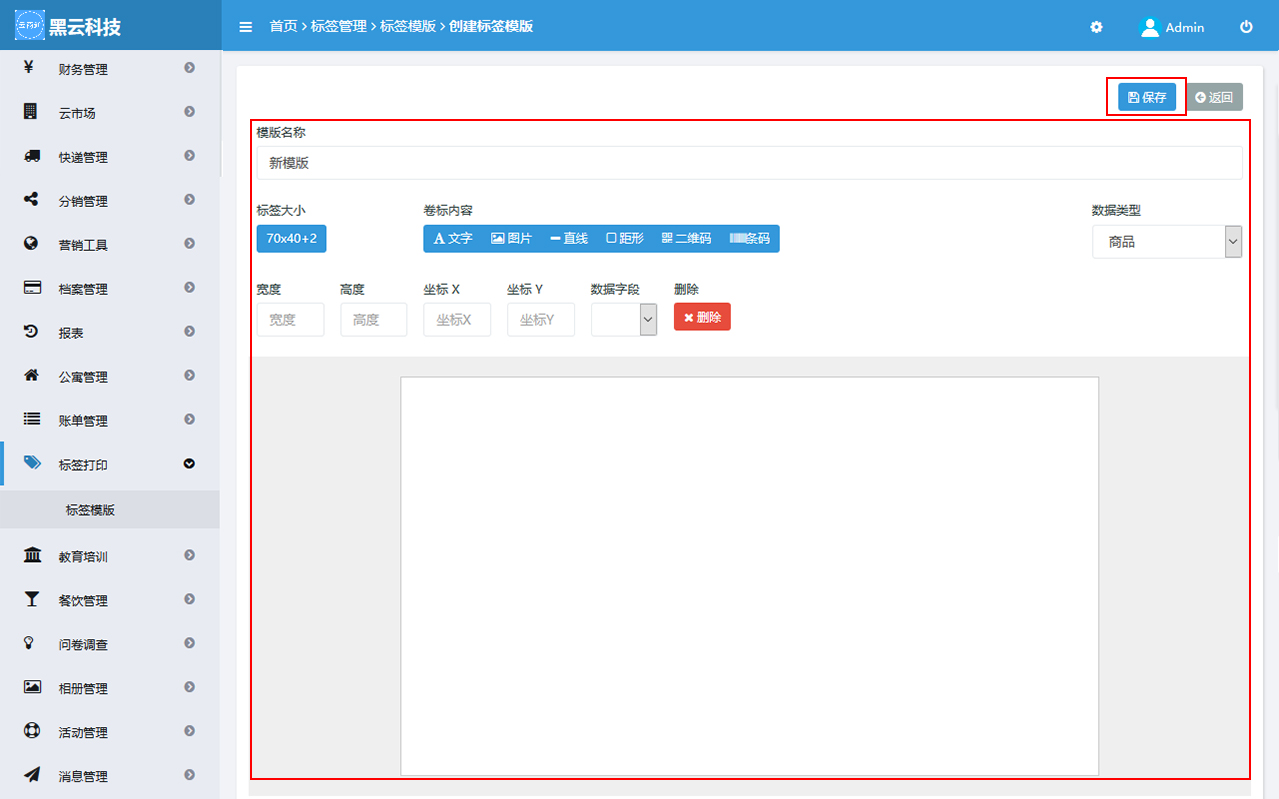 黑云科技
首页 > 标签管理 > 标签模版 > 创建标签模版
Admin
财务管理
云市场
快递管理
分销管理
营销工具
档案管理
报表
公寓管理
账单管理
标签打印
标签模版
教育培训
餐饮管理
问卷调查
相册管理
活动管理
消息管理
保存
返回
模版名称
新模版
标签大小
卷标内容
数据类型
70x40+2
A 文字
图片
直线
距形
二维码
条码
商品
宽度
高度
坐标 X
坐标 Y
数据字段
删除
宽度
高度
坐标X
坐标Y
删除